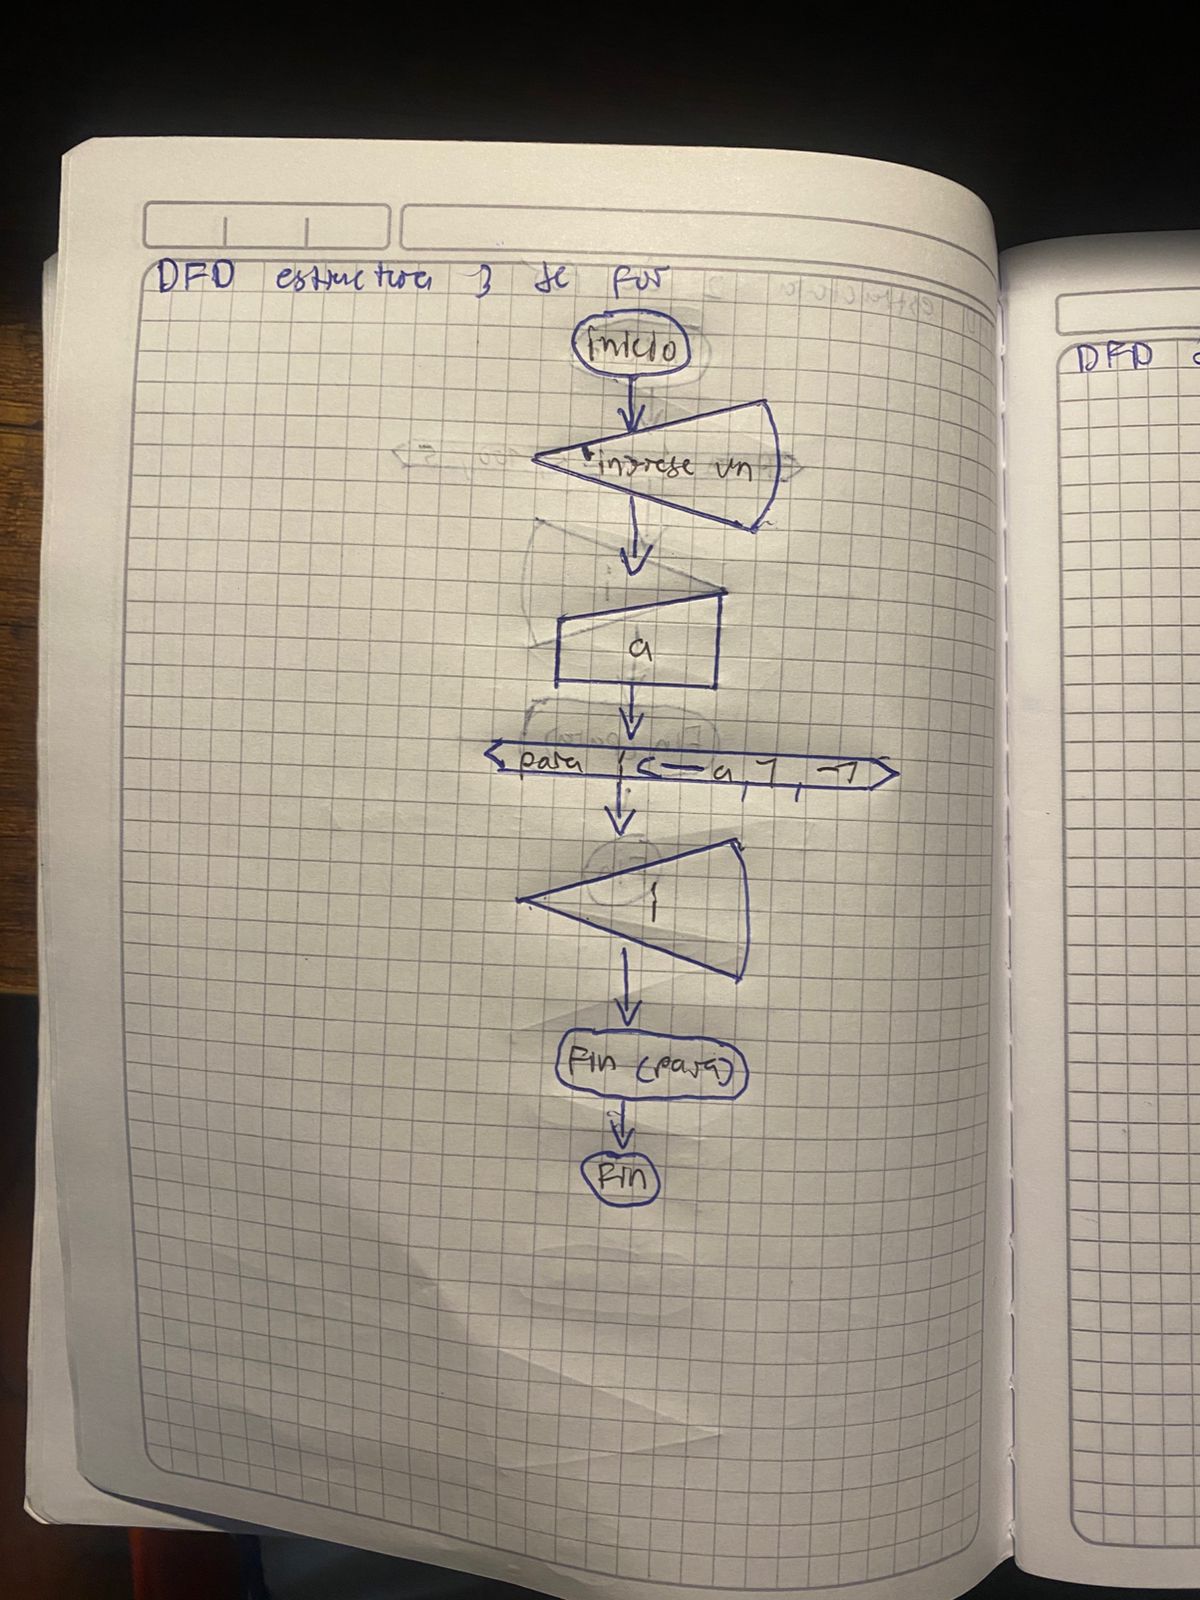 DFD estructura 3 de for
inicio
"ingrese un
a
para i <— a, 1, -1
i
Fin (para)
Fin
DFD